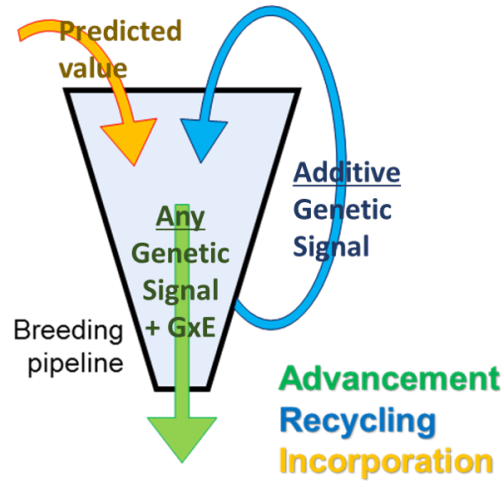 Predicted
value
Additive
Genetic
Signal
Any
Genetic
Signal
+ GxE
Breeding
pipeline
Advancement
Recycling
Incorporation